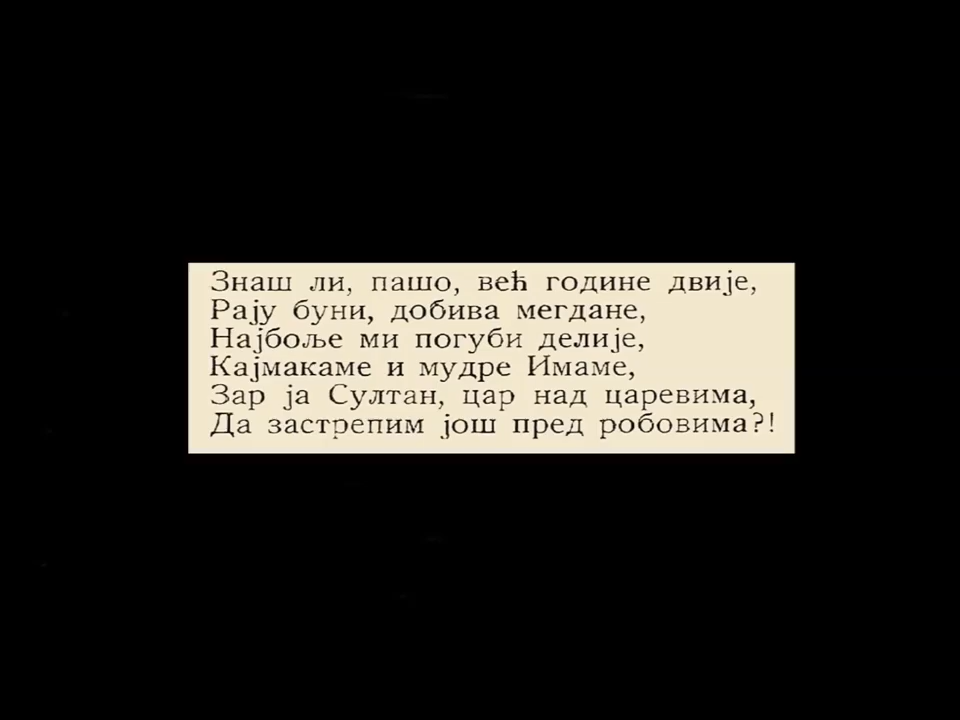 Знаш ли, пашо, већ године двије,
Рају буни, добива мегдане,
Најбоље ми погуби делије,
Кајмакаме и мудре Имаме,
Зар ја Султан, цар над царевима,
Да застрепим још пред робовима?!